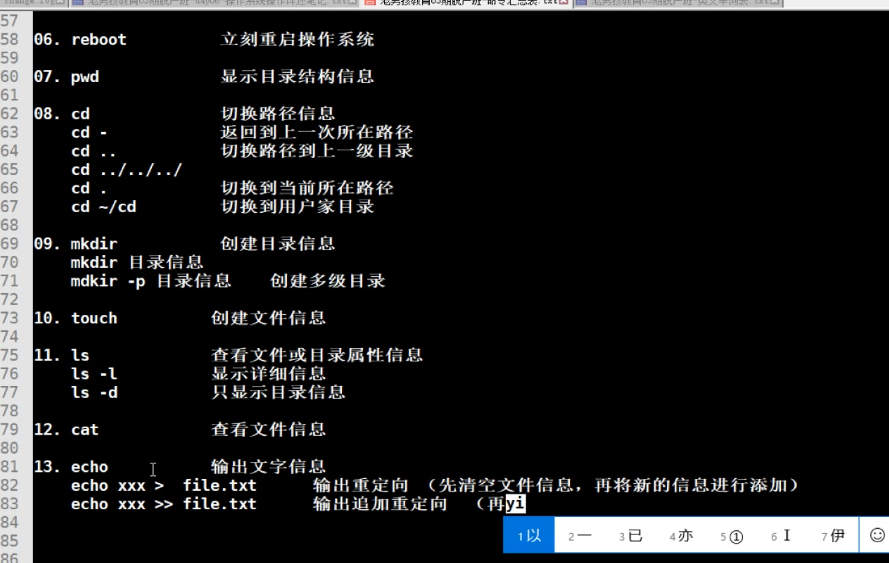 57
58 06. reboot 立刻重启操作系统
59
60 07. pwd 显示目录结构信息
61
62 08. cd 切换路径信息
63 cd - 返回到上一次所在路径
64 cd .. 切换路径到上一级目录
65 cd ../../../
66 cd . 切换到当前所在路径
67 cd ~/cd 切换到用户家目录
68
69 09. mkdir 创建目录信息
70 mkdir 目录信息
71 mdkir -p 目录信息 创建多级目录
72
73 10. touch 创建文件信息
74
75 11. ls 查看文件或目录属性信息
76 ls -l 显示详细信息
77 ls -d 只显示目录信息
78
79 12. cat 查看文件信息
80
81 13. echo 输出文字信息
82 echo xxx > file.txt 输出重定向 （先清空文件信息，再将新的信息进行添加）
83 echo xxx >> file.txt 输出追加重定向 （再yi
84
85
86
1以 2一 3已 4亦 5① 6I 7伊